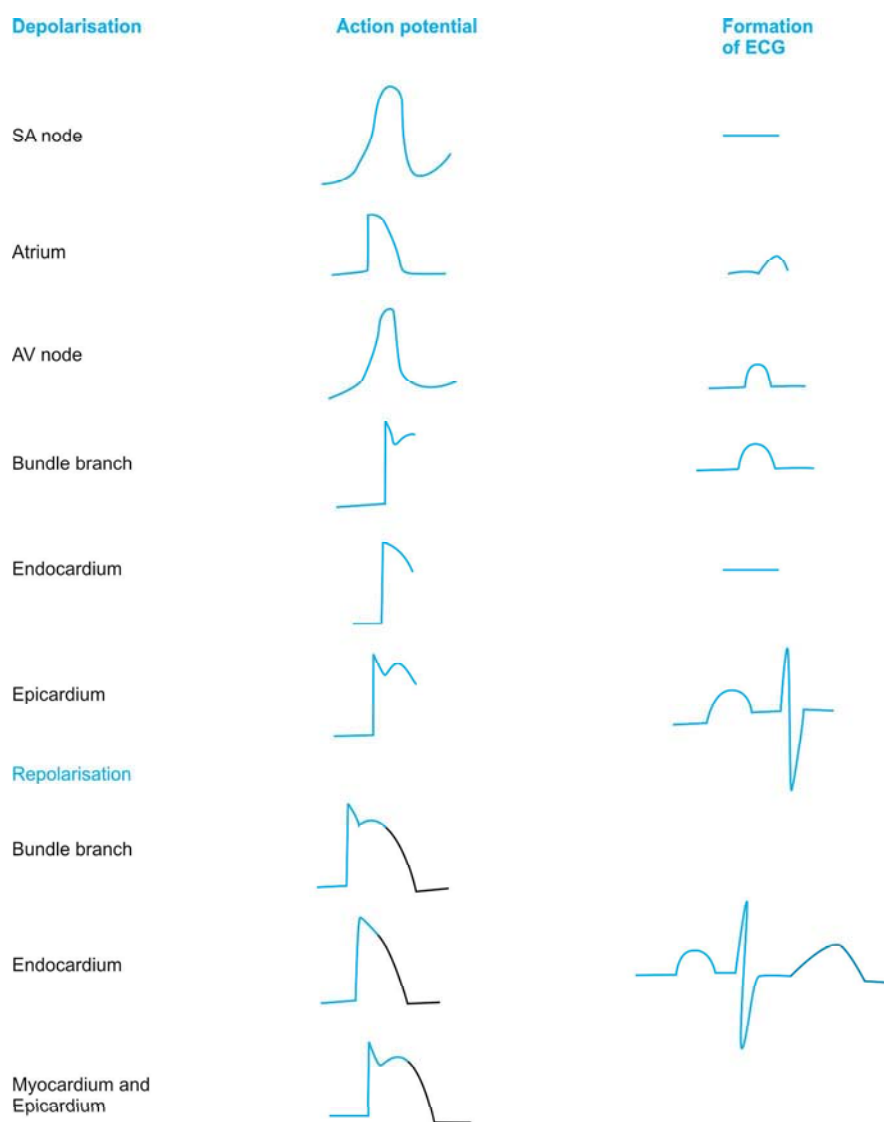 Depolarisation
Action potential
Formation
of ECG
SA node
Atrium
AV node
Bundle branch
Endocardium
Epicardium
Repolarisation
Bundle branch
Endocardium
Myocardium and
Epicardium